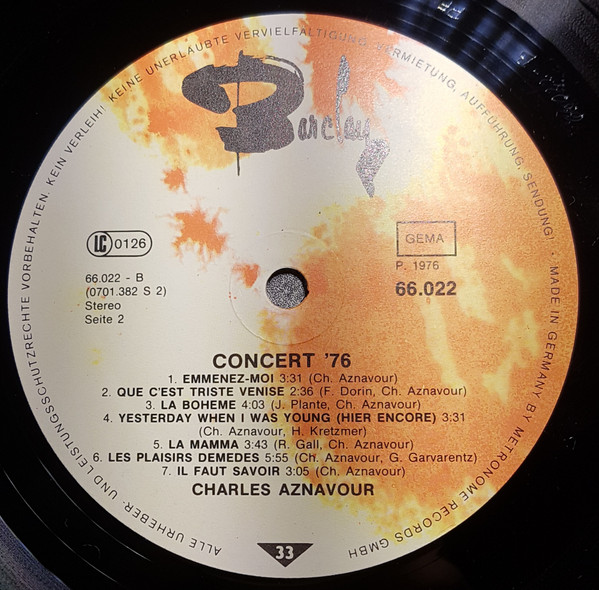 ALLE URHEBER- UND LEISTUNGSSCHUTZRECHTE VORBEHALTEN. KEIN VERLEIH! KEINE UNERLAUBTE VERVIELFÄLTIGUNG, VERMIETUNG, AUFFÜHRUNG, SENDUNG! • MADE IN GERMANY BY METRONOME RECORDS GMBH
Barclay
LC 0126
GEMA
P. 1976
66.022
66.022 - B
(0701.382 S 2)
Stereo
Seite 2
CONCERT '76
1. EMMENEZ-MOI 3:31 (Ch. Aznavour)
2. QUE C'EST TRISTE VENISE 2:36 (F. Dorin, Ch. Aznavour)
3. LA BOHEME 4:03 (J. Plante, Ch. Aznavour)
4. YESTERDAY WHEN I WAS YOUNG (HIER ENCORE) 3:31
(Ch. Aznavour, H. Kretzmer)
5. LA MAMMA 3:43 (R. Gall, Ch. Aznavour)
6. LES PLAISIRS DEMEDES 5:55 (Ch. Aznavour, G. Garvarentz)
7. IL FAUT SAVOIR 3:05 (Ch. Aznavour)
CHARLES AZNAVOUR
33